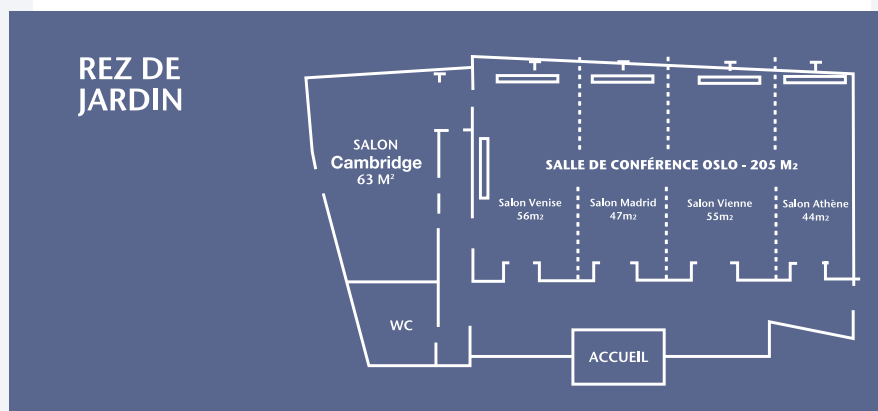 REZ DE
JARDIN
SALON
Cambridge
63 M²
SALLE DE CONFÉRENCE OSLO - 205 M2
Salon Venise
56m2
Salon Madrid
47m2
Salon Vienne
55m2
Salon Athène
44m2
WC
ACCUEIL